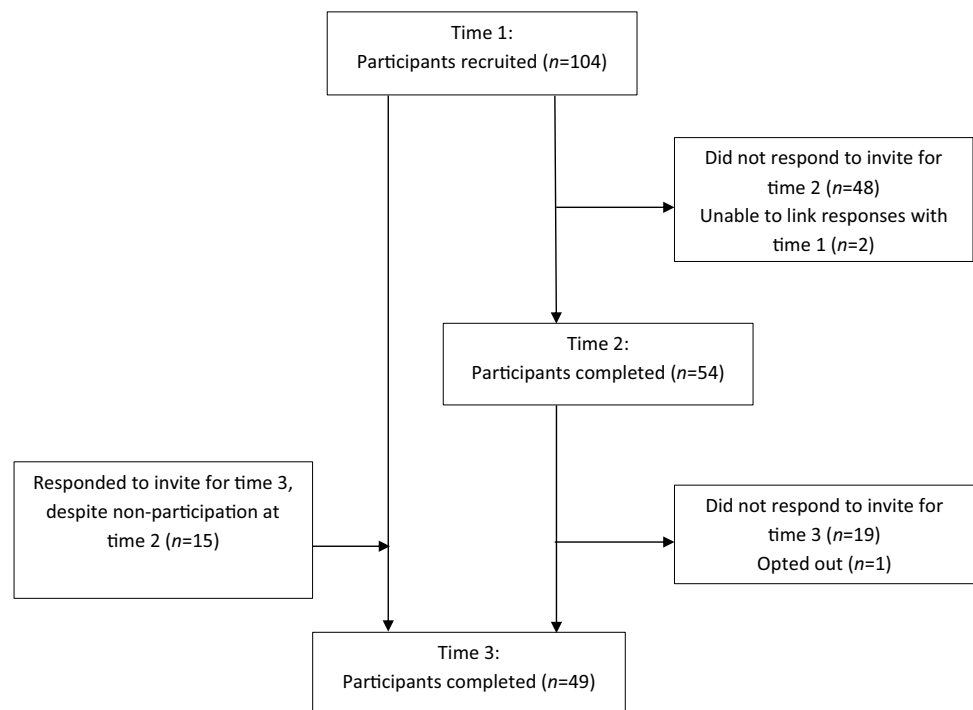 Time 1:
Participants recruited (n=104)
Did not respond to invite for
time 2 (n=48)
Unable to link responses with
time 1 (n=2)
Time 2:
Participants completed (n=54)
Responded to invite for time 3,
despite non-participation at
time 2 (n=15)
Did not respond to invite for
time 3 (n=19)
Opted out (n=1)
Time 3:
Participants completed (n=49)